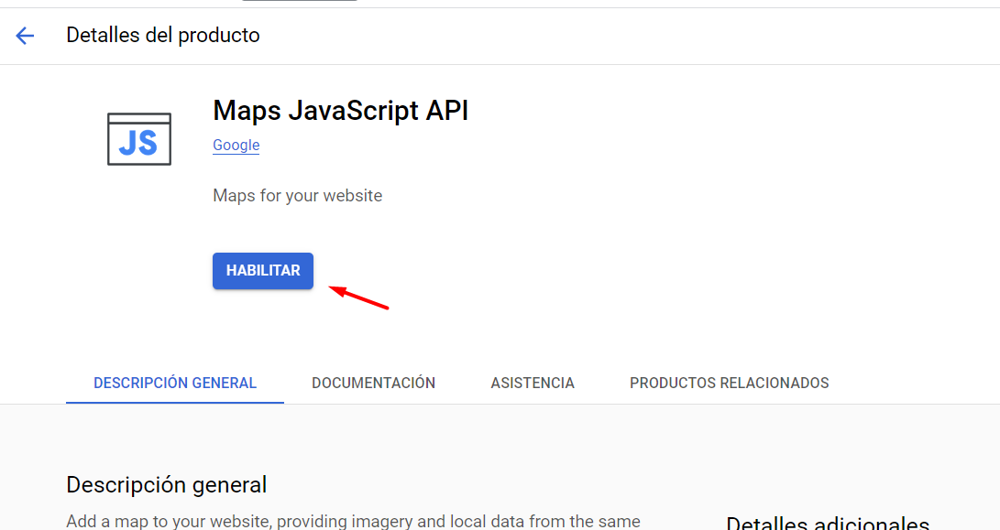 Detalles del producto
JS
Maps JavaScript API
Google
Maps for your website
HABILITAR
DESCRIPCIÓN GENERAL
DOCUMENTACIÓN
ASISTENCIA
PRODUCTOS RELACIONADOS
Descripción general
Add a map to your website, providing imagery and local data from the same
Detalles adicionales